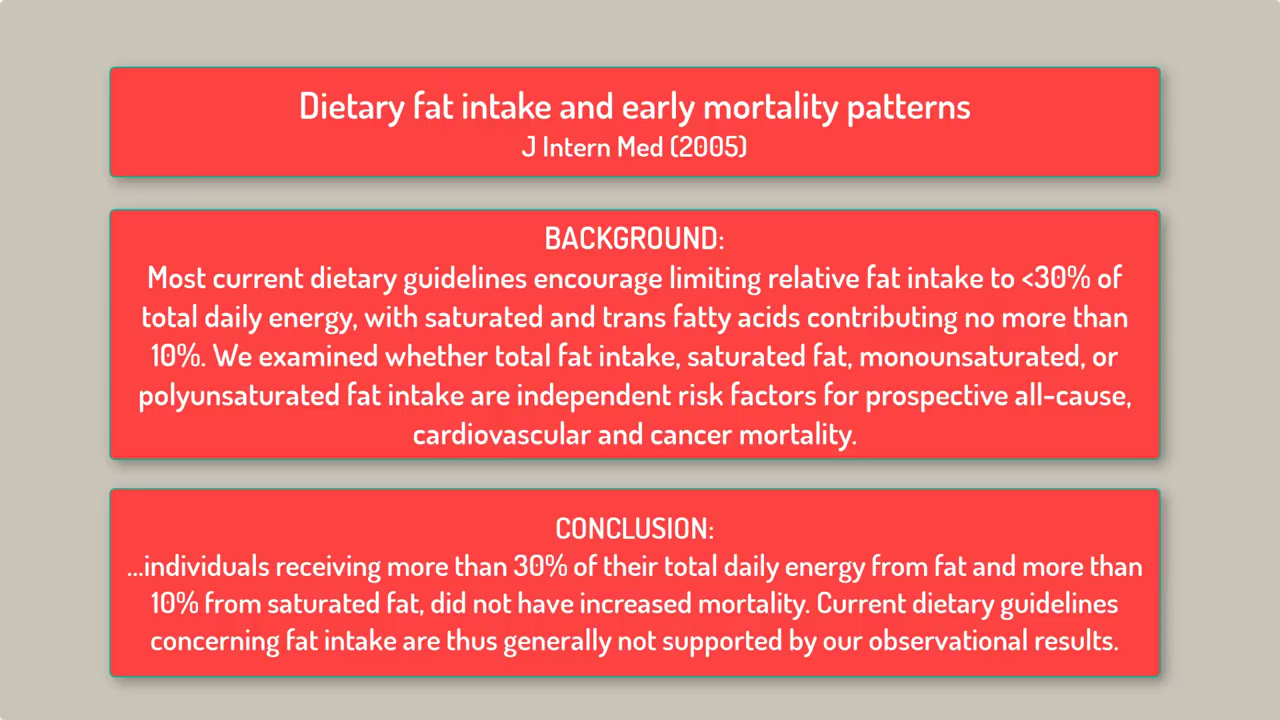 Dietary fat intake and early mortality patterns
J Intern Med (2005)
BACKGROUND:
Most current dietary guidelines encourage limiting relative fat intake to <30% of
total daily energy, with saturated and trans fatty acids contributing no more than
10%. We examined whether total fat intake, saturated fat, monounsaturated, or
polyunsaturated fat intake are independent risk factors for prospective all-cause,
cardiovascular and cancer mortality.
CONCLUSION:
...individuals receiving more than 30% of their total daily energy from fat and more than
10% from saturated fat, did not have increased mortality. Current dietary guidelines
concerning fat intake are thus generally not supported by our observational results.